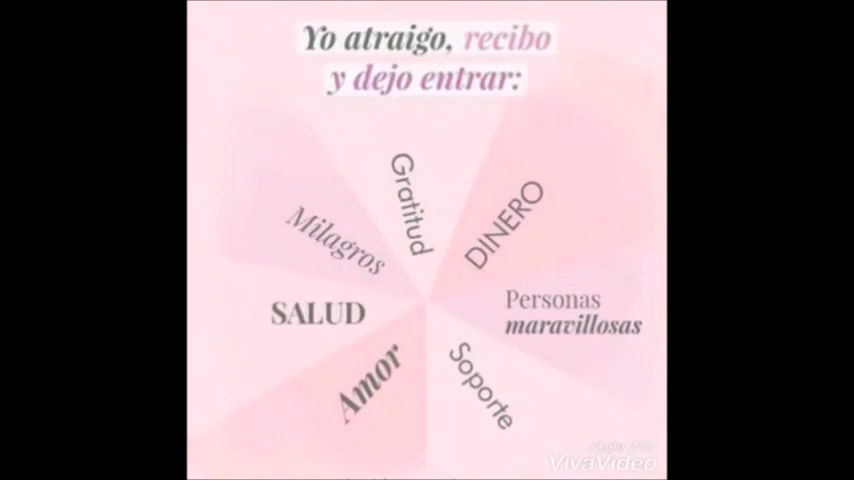 Yo atraigo, recibo
y dejo entrar:
Gratitud
DINERO
Milagros
Personas
maravillosas
SALUD
Amor
Soporte
VivaVideo